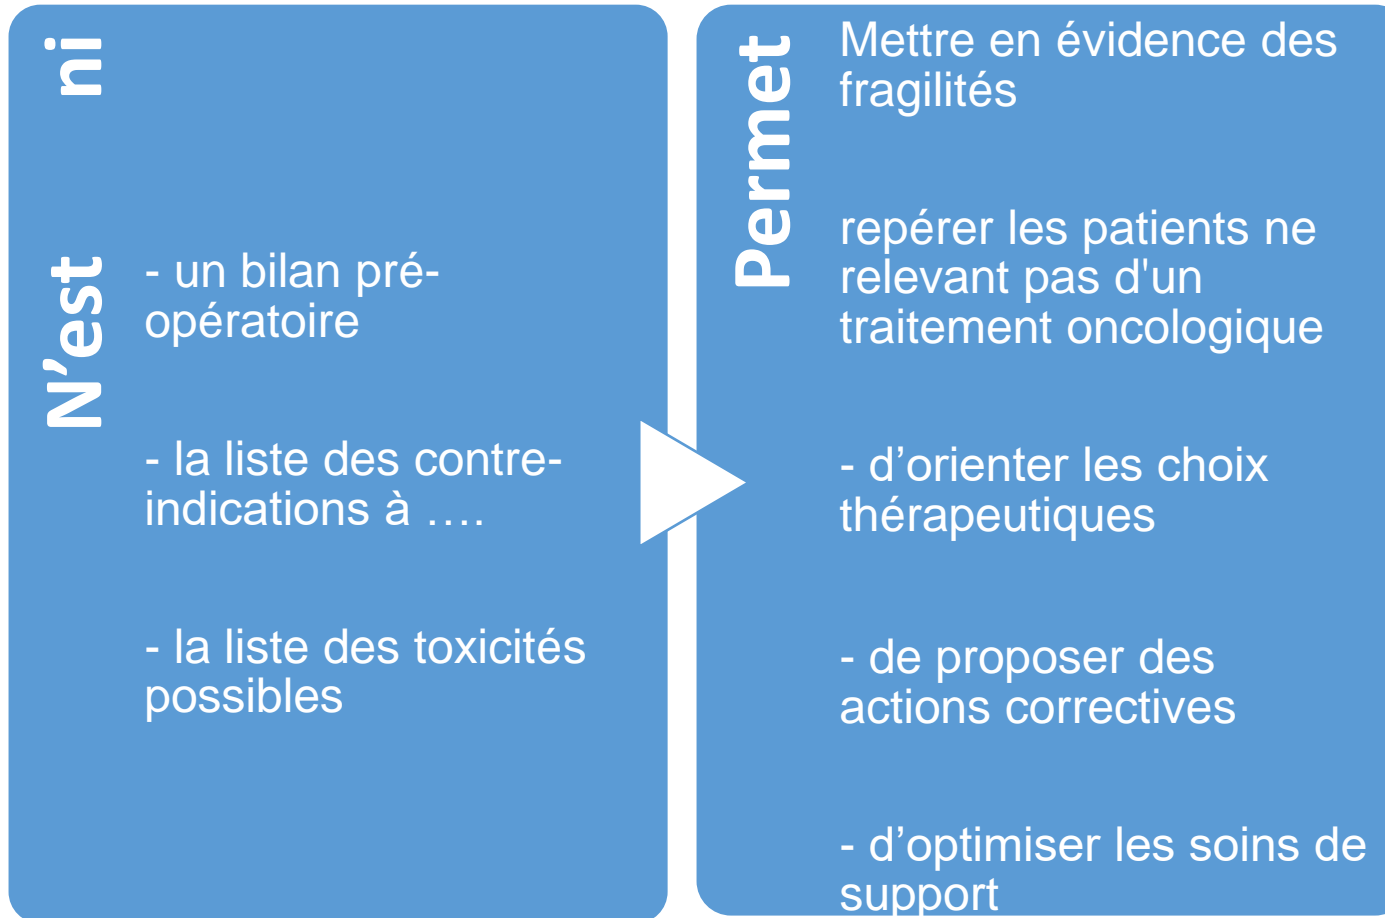 N’est ni
- un bilan pré-
opératoire
- la liste des contre-
indications à ….
- la liste des toxicités
possibles
Permet
Mettre en évidence des
fragilités
repérer les patients ne
relevant pas d'un
traitement oncologique
- d’orienter les choix
thérapeutiques
- de proposer des
actions correctives
- d’optimiser les soins de
support